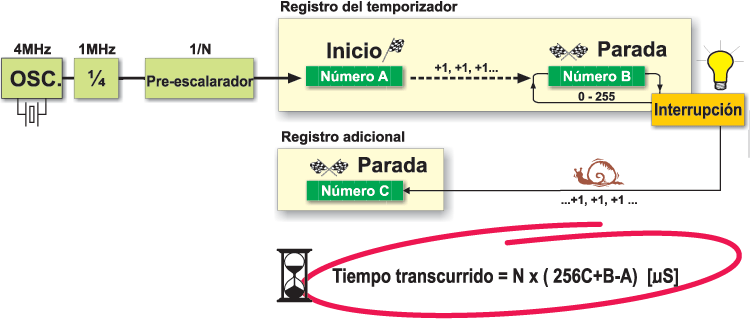 Registro del temporizador
4MHz
1MHz
1/N
OSC.
¼
Pre-escalarador
Inicio
Número A
+1, +1, +1...
Parada
Número B
0 - 255
Interrupción
Registro adicional
Parada
Número C
...+1, +1, +1 ...
Tiempo transcurrido = N x ( 256C+B-A) [µS]